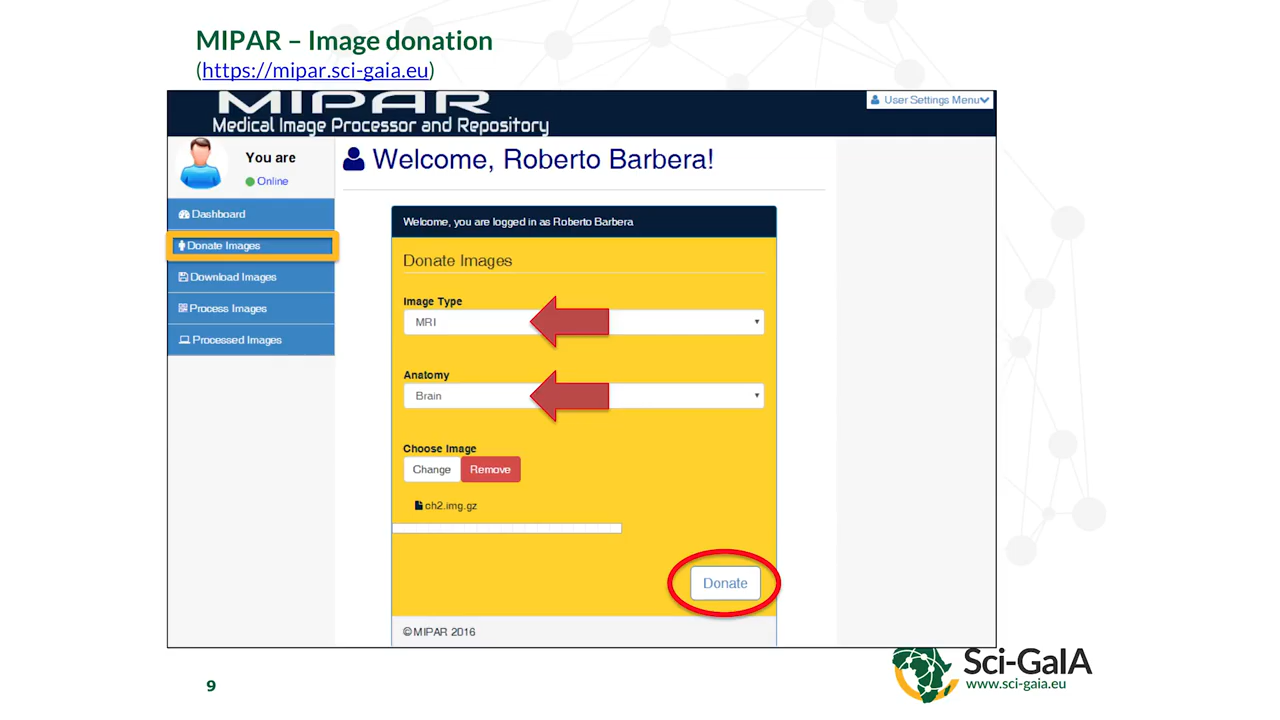 MIPAR – Image donation
(https://mipar.sci-gaia.eu)
MIPAR
Medical Image Processor and Repository
User Settings Menu
You are
Online
Welcome, Roberto Barbera!
Dashboard
Donate Images
Download Images
Process Images
Processed Images
Welcome, you are logged in as Roberto Barbera
Donate Images
Image Type
MRI
Anatomy
Brain
Choose Image
Change Remove
ch2.img.gz
Donate
©MIPAR 2016
9
Sci-GaIA
www.sci-gaia.eu